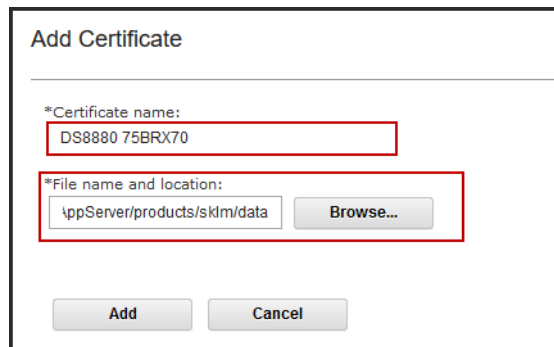 Add Certificate
*Certificate name:
DS8880 75BRX70
*File name and location:
\ppServer/products/sklm/data
Browse...
Add
Cancel